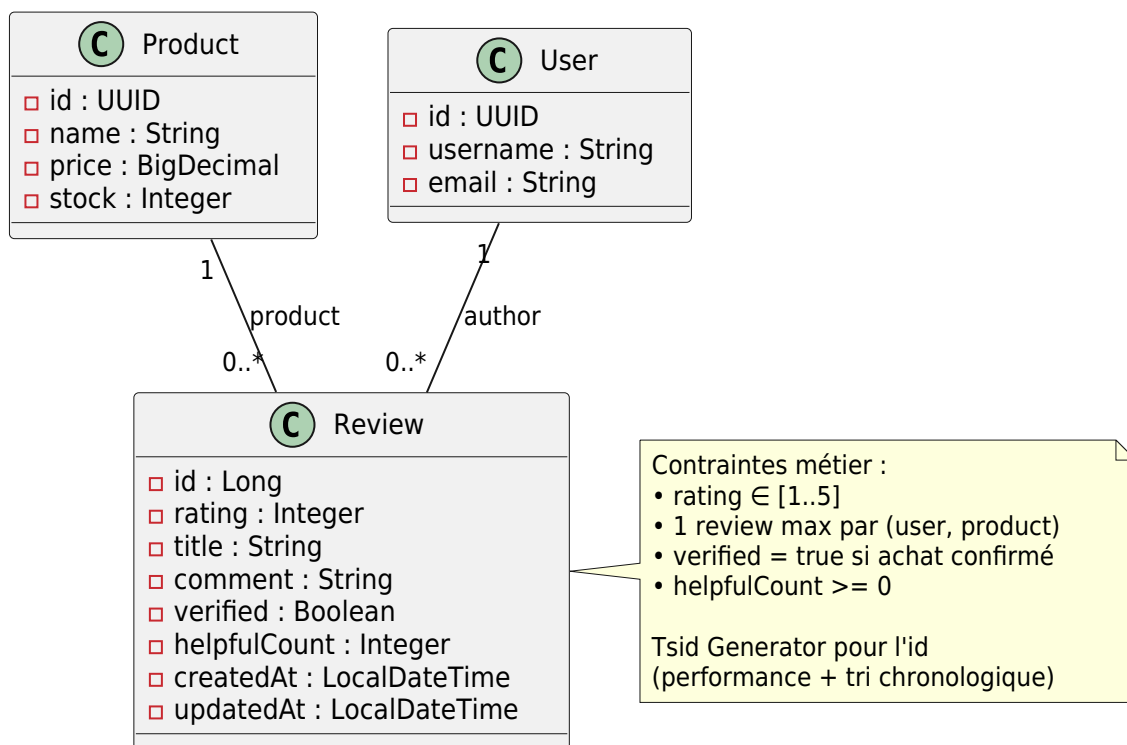 C Product
id : UUID
name : String
price : BigDecimal
stock : Integer
C User
id : UUID
username : String
email : String
1
1
product
author
0..*
0..*
C Review
id : Long
rating : Integer
title : String
comment : String
verified : Boolean
helpfulCount : Integer
createdAt : LocalDateTime
updatedAt : LocalDateTime
Contraintes métier :
• rating ∈ [1..5]
• 1 review max par (user, product)
• verified = true si achat confirmé
• helpfulCount >= 0
Tsid Generator pour l'id
(performance + tri chronologique)